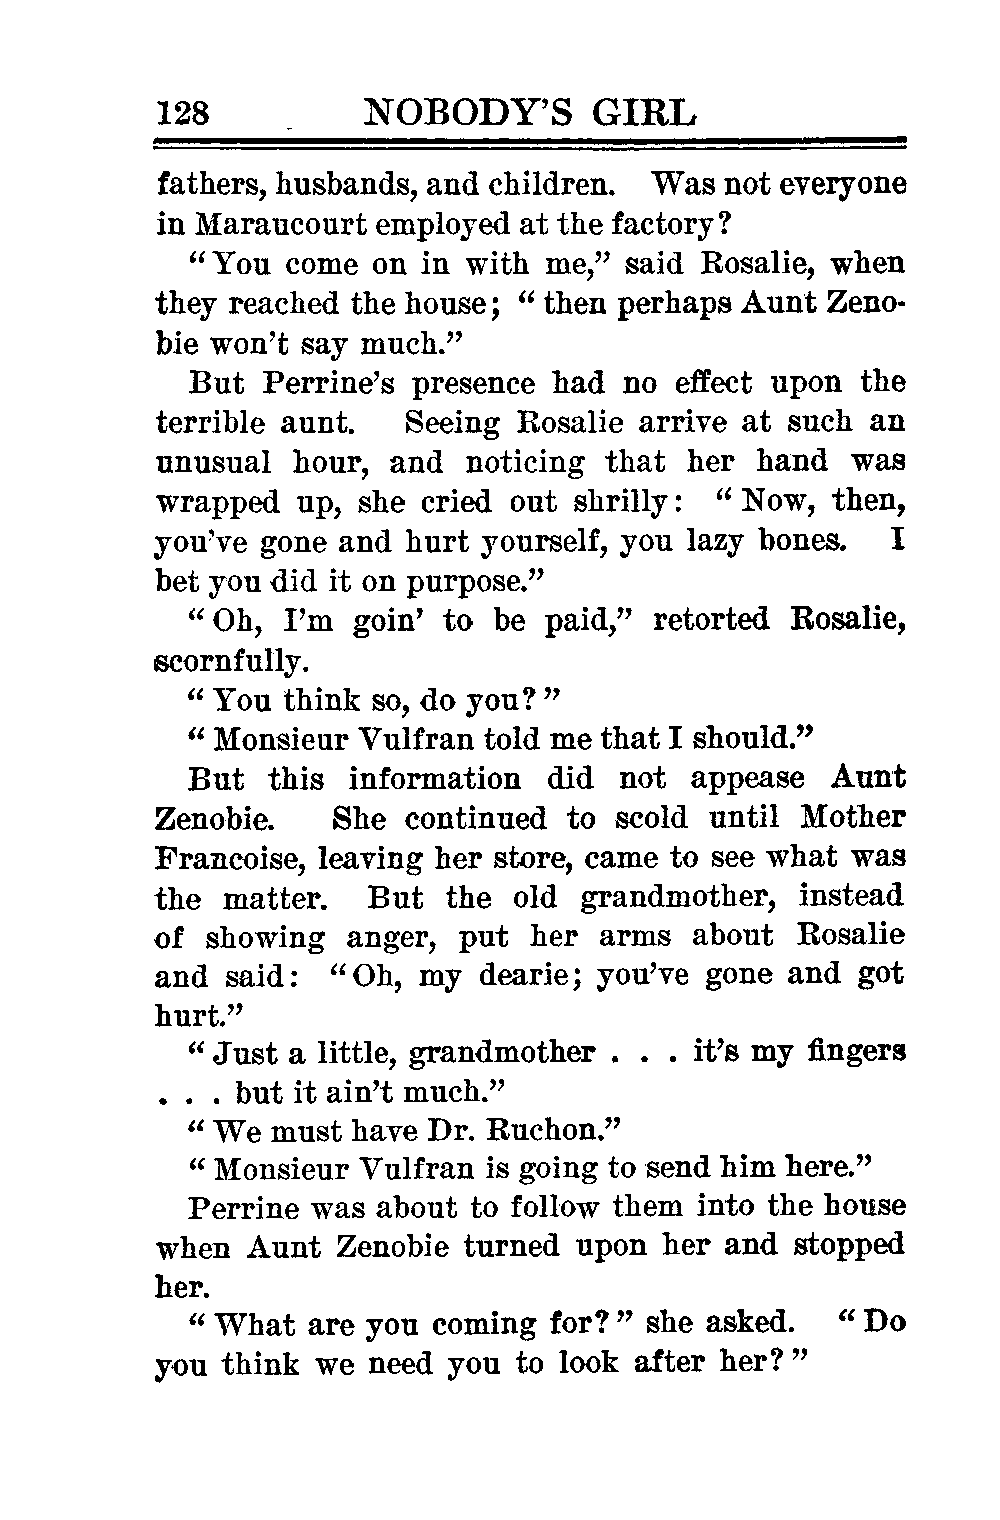 128 NOBODY'S GIRL
fathers, husbands, and children. Was not everyone
in Maraucourt employed at the factory?
"You come on in with me," said Rosalie, when
they reached the house; "then perhaps Aunt Zeno-
bie won't say much."
But Perrine's presence had no effect upon the
terrible aunt. Seeing Rosalie arrive at such an
unusual hour, and noticing that her hand was
wrapped up, she cried out shrilly: "Now, then,
you've gone and hurt yourself, you lazy bones. I
bet you did it on purpose."
"Oh, I'm goin' to be paid," retorted Rosalie,
scornfully.
"You think so, do you?"
"Monsieur Vulfran told me that I should."
But this information did not appease Aunt
Zenobie. She continued to scold until Mother
Francoise, leaving her store, came to see what was
the matter. But the old grandmother, instead
of showing anger, put her arms about Rosalie
and said: "Oh, my dearie; you've gone and got
hurt."
"Just a little, grandmother . . . it's my fingers
. . . but it ain't much."
"We must have Dr. Ruchon."
"Monsieur Vulfran is going to send him here."
Perrine was about to follow them into the house
when Aunt Zenobie turned upon her and stopped
her.
"What are you coming for?" she asked. "Do
you think we need you to look after her?"